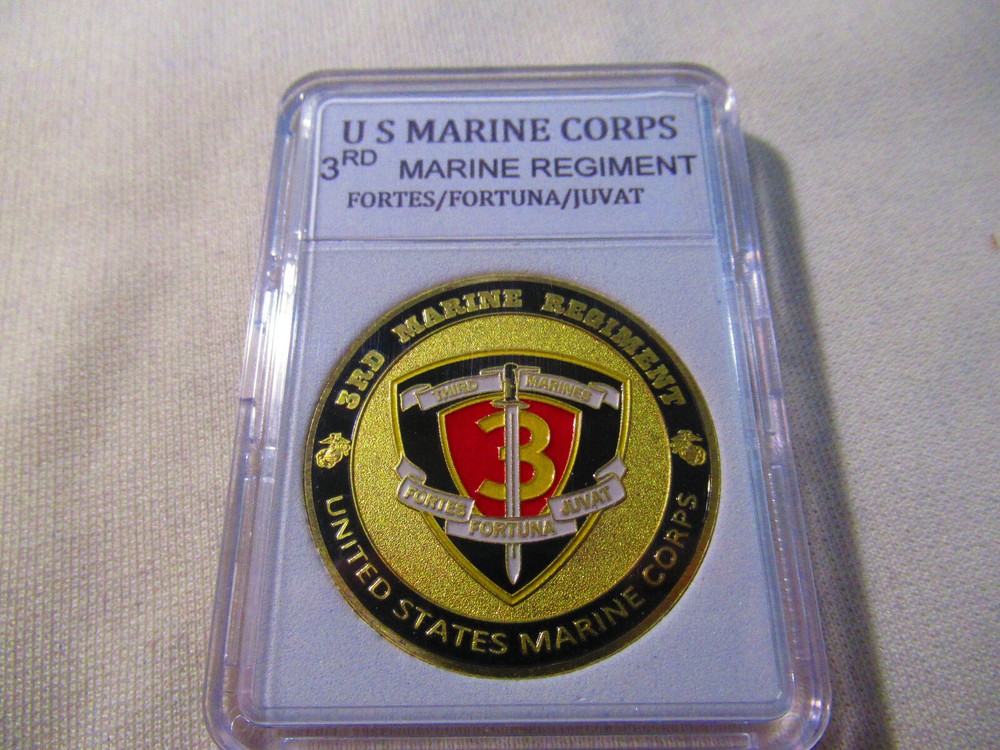 U S MARINE CORPS
3RD MARINE REGIMENT
FORTES/FORTUNA/JUVAT
3RD MARINE REGIMENT
THIRD MARINES
3
FORTES FORTUNA JUVAT
UNITED STATES MARINE CORPS